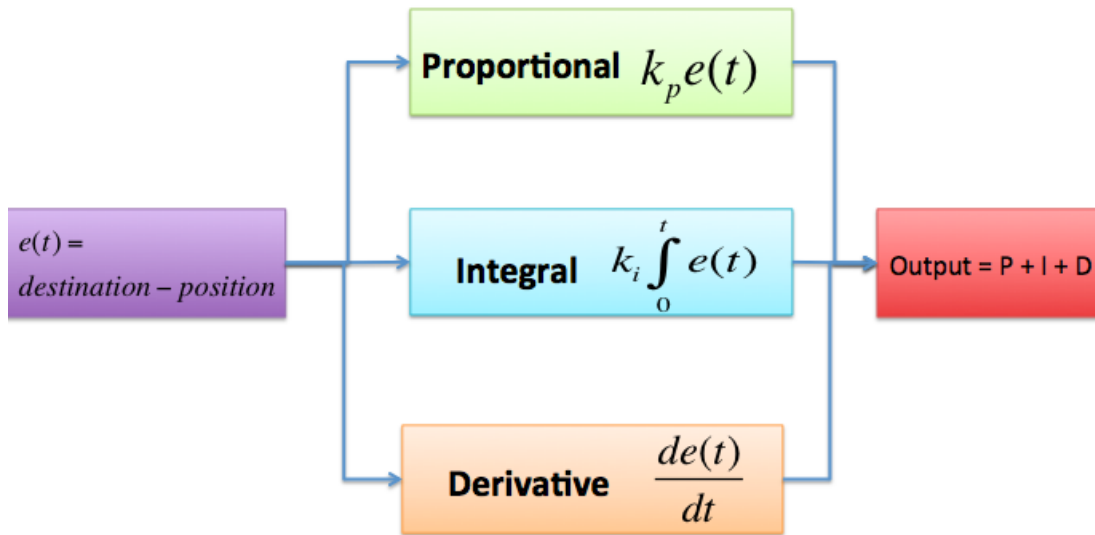 e(t) =
destination − position
Proportional k_p e(t)
Integral k_i ∫_0^t e(t)
Derivative de(t)/dt
Output = P + I + D